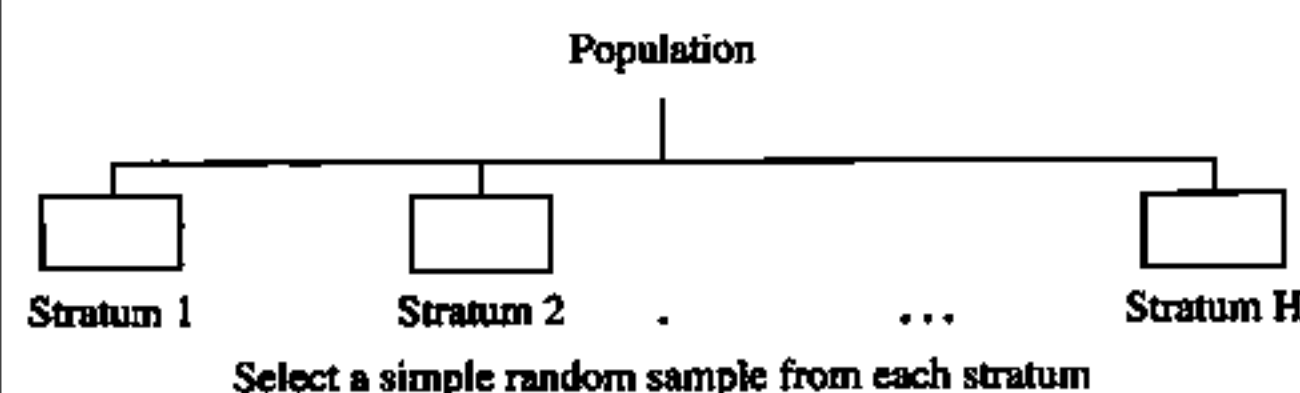 Population
Stratum 1 Stratum 2 . ... Stratum H
Select a simple random sample from each stratum